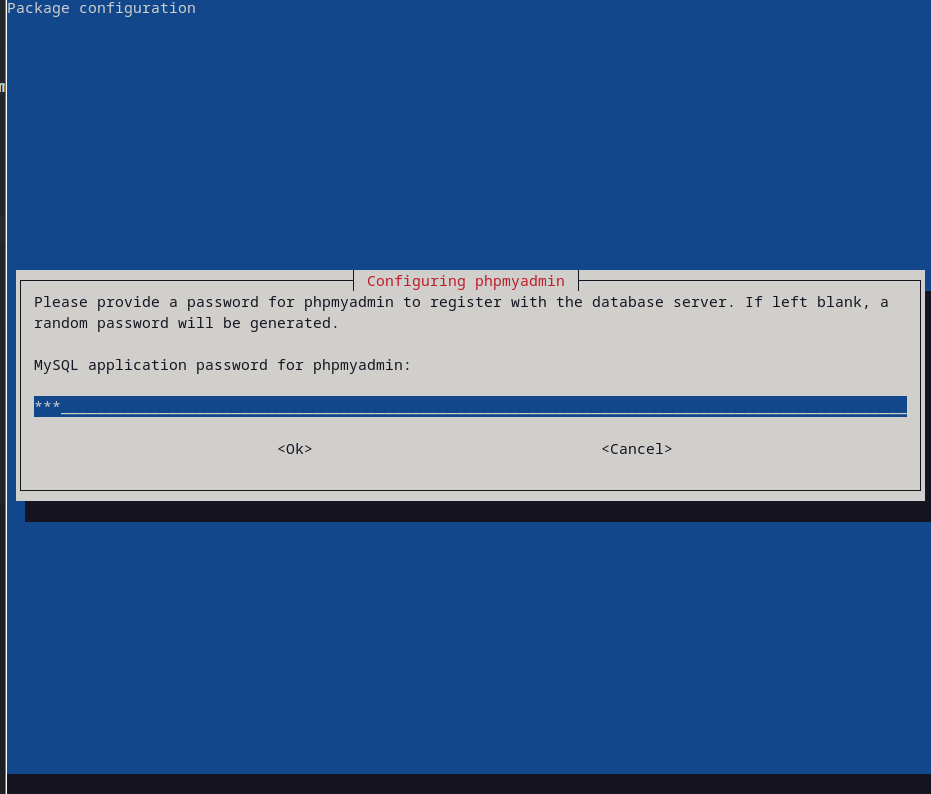 Package configuration
m
Configuring phpmyadmin
Please provide a password for phpmyadmin to register with the database server. If left blank, a
random password will be generated.
MySQL application password for phpmyadmin:
***
<Ok> <Cancel>